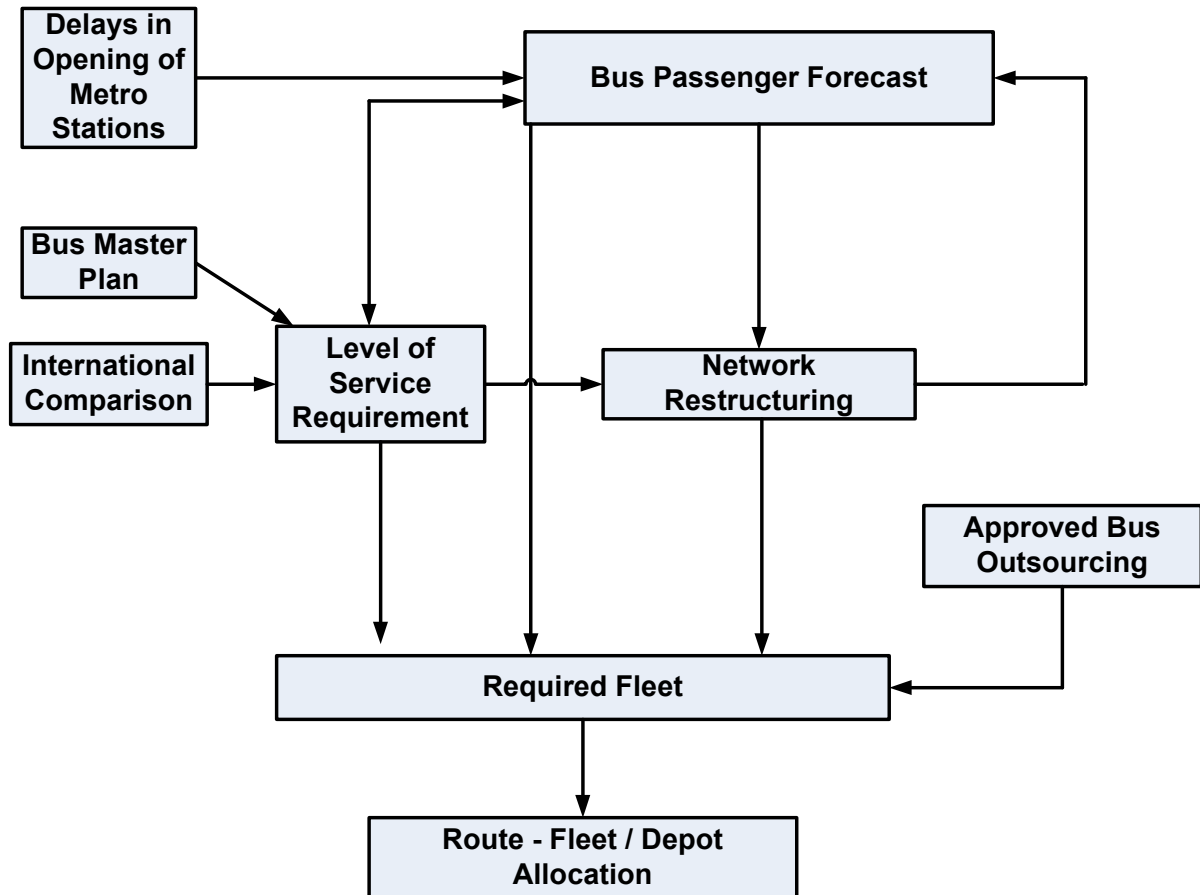 Delays in
Opening of
Metro
Stations
Bus Passenger Forecast
Bus Master
Plan
International
Comparison
Level of
Service
Requirement
Network
Restructuring
Approved Bus
Outsourcing
Required Fleet
Route - Fleet / Depot
Allocation